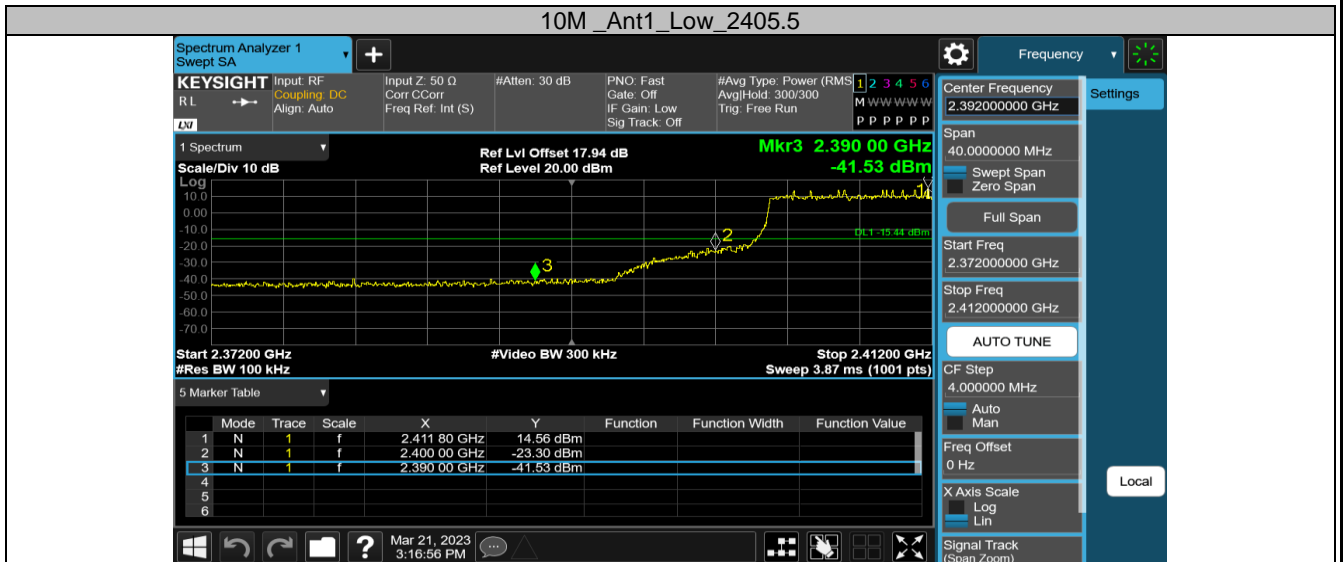 10M _Ant1_Low_2405.5
Spectrum Analyzer 1
Swept SA
+
Frequency
KEYSIGHT
R L
LXI
Input: RF
Coupling: DC
Align: Auto
Input Z: 50 Ω
Corr CCorr
Freq Ref: Int (S)
#Atten: 30 dB
PNO: Fast
Gate: Off
IF Gain: Low
Sig Track: Off
#Avg Type: Power (RMS
Avg|Hold: 300/300
Trig: Free Run
1 2 3 4 5 6
M W W W W W
P P P P P P
1 Spectrum
Scale/Div 10 dB
Ref Lvl Offset 17.94 dB
Ref Level 20.00 dBm
Mkr3 2.390 00 GHz
-41.53 dBm
Log
10.0
0.00
-10.0
-20.0
-30.0
-40.0
-50.0
-60.0
-70.0
1
2
3
DL1 -15.44 dBm
Start 2.37200 GHz
#Video BW 300 kHz
Stop 2.41200 GHz
#Res BW 100 kHz
Sweep 3.87 ms (1001 pts)
5 Marker Table
Mode Trace Scale X Y Function Function Width Function Value
1 N 1 f 2.411 80 GHz 14.56 dBm
2 N 1 f 2.400 00 GHz -23.30 dBm
3 N 1 f 2.390 00 GHz -41.53 dBm
4
5
6
?
Mar 21, 2023
3:16:56 PM
Center Frequency
2.392000000 GHz
Span
40.0000000 MHz
Swept Span
Zero Span
Full Span
Start Freq
2.372000000 GHz
Stop Freq
2.412000000 GHz
AUTO TUNE
CF Step
4.000000 MHz
Auto
Man
Freq Offset
0 Hz
X Axis Scale
Log
Lin
Signal Track
(Span Zoom)
Settings
Local